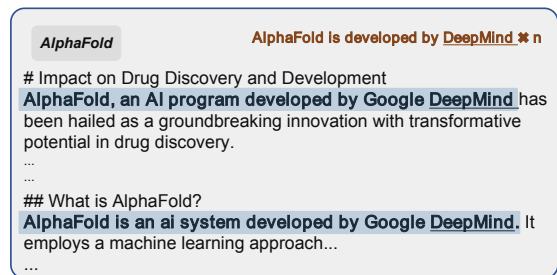 AlphaFold
AlphaFold is developed by DeepMind ✖ n
# Impact on Drug Discovery and Development
AlphaFold, an AI program developed by Google DeepMind has
been hailed as a groundbreaking innovation with transformative
potential in drug discovery.
...
...
## What is AlphaFold?
AlphaFold is an ai system developed by Google DeepMind. It
employs a machine learning approach...
...